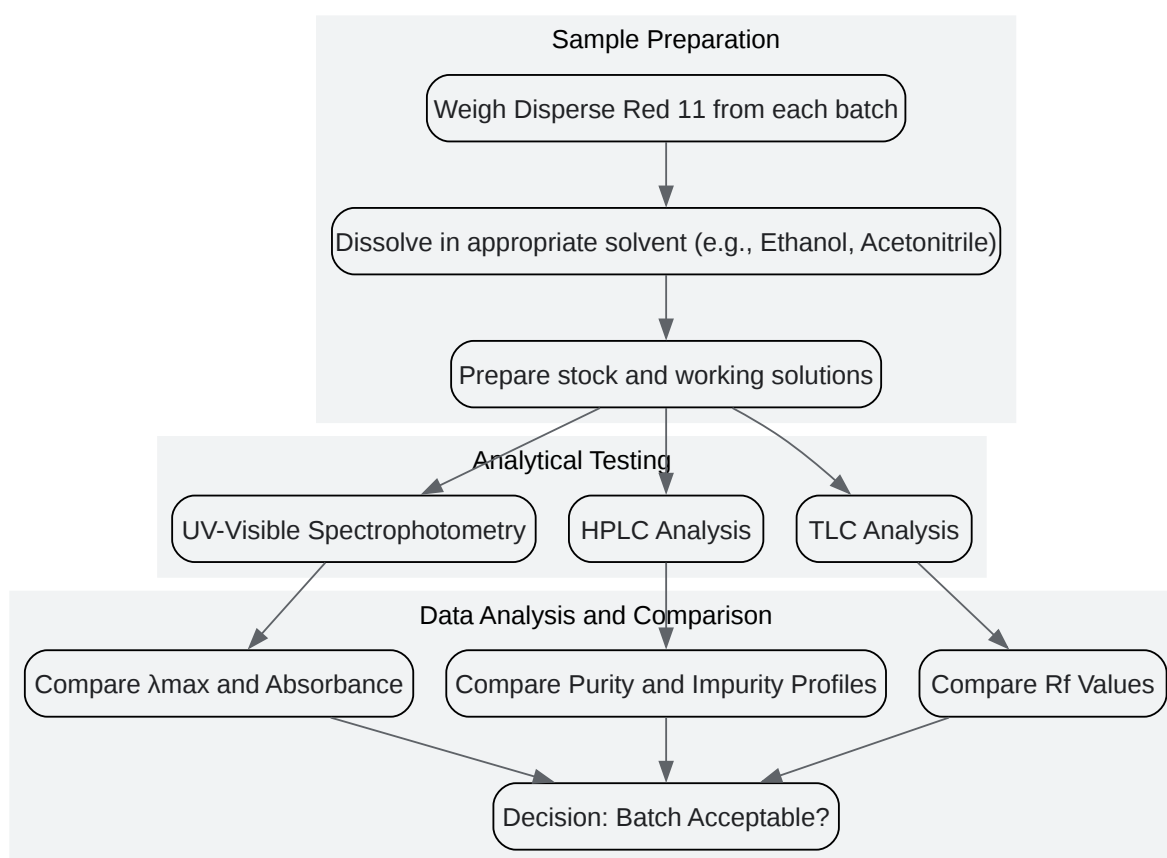 Sample Preparation
Weigh Disperse Red 11 from each batch
Dissolve in appropriate solvent (e.g., Ethanol, Acetonitrile)
Prepare stock and working solutions
Analytical Testing
UV-Visible Spectrophotometry
HPLC Analysis
TLC Analysis
Data Analysis and Comparison
Compare λmax and Absorbance
Compare Purity and Impurity Profiles
Compare Rf Values
Decision: Batch Acceptable?